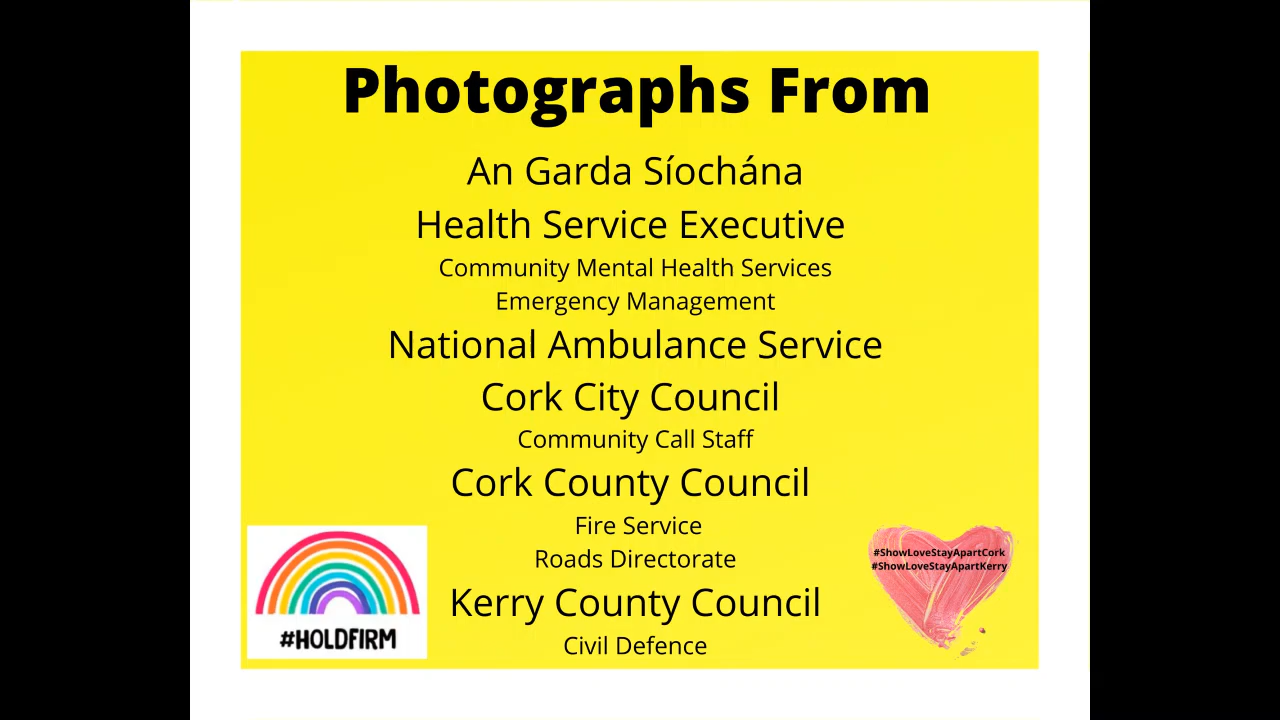 Photographs From
An Garda Síochána
Health Service Executive
Community Mental Health Services
Emergency Management
National Ambulance Service
Cork City Council
Community Call Staff
Cork County Council
Fire Service
Roads Directorate
Kerry County Council
Civil Defence
#HOLDFIRM
#ShowLoveStayApartCork
#ShowLoveStayApartKerry